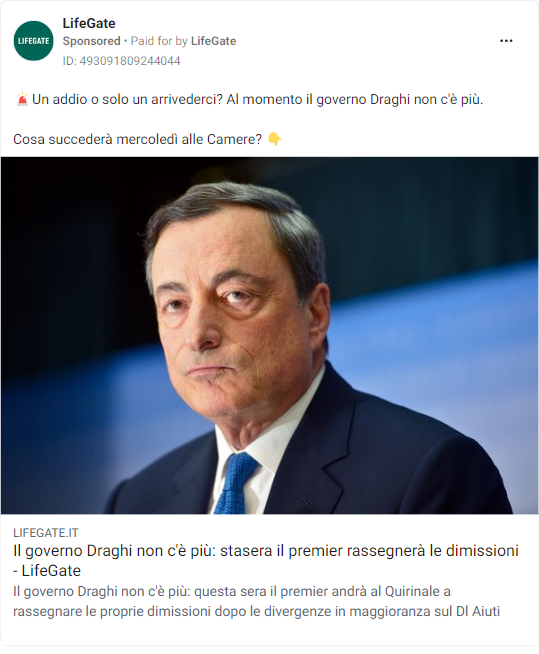 LifeGate
LIFEGATE
Sponsored • Paid for by LifeGate
ID: 493091809244044
🚨Un addio o solo un arrivederci? Al momento il governo Draghi non c'è più.
Cosa succederà mercoledì alle Camere? 👇
LIFEGATE.IT
Il governo Draghi non c'è più: stasera il premier rassegnerà le dimissioni
- LifeGate
Il governo Draghi non c'è più: questa sera il premier andrà al Quirinale a
rassegnare le proprie dimissioni dopo le divergenze in maggioranza sul Dl Aiuti